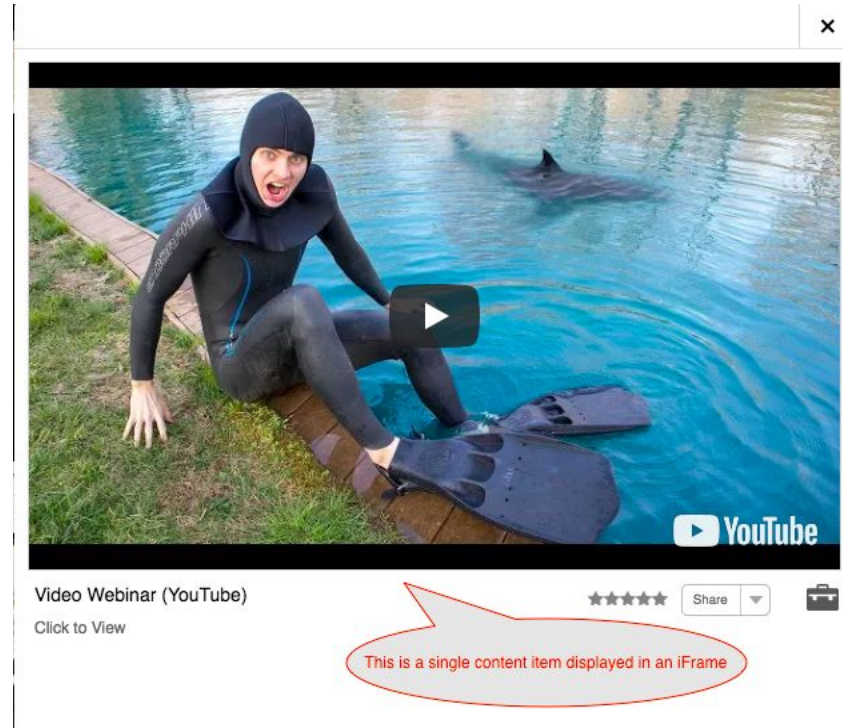 YouTube
Video Webinar (YouTube)
Share
Click to View
This is a single content item displayed in an iFrame